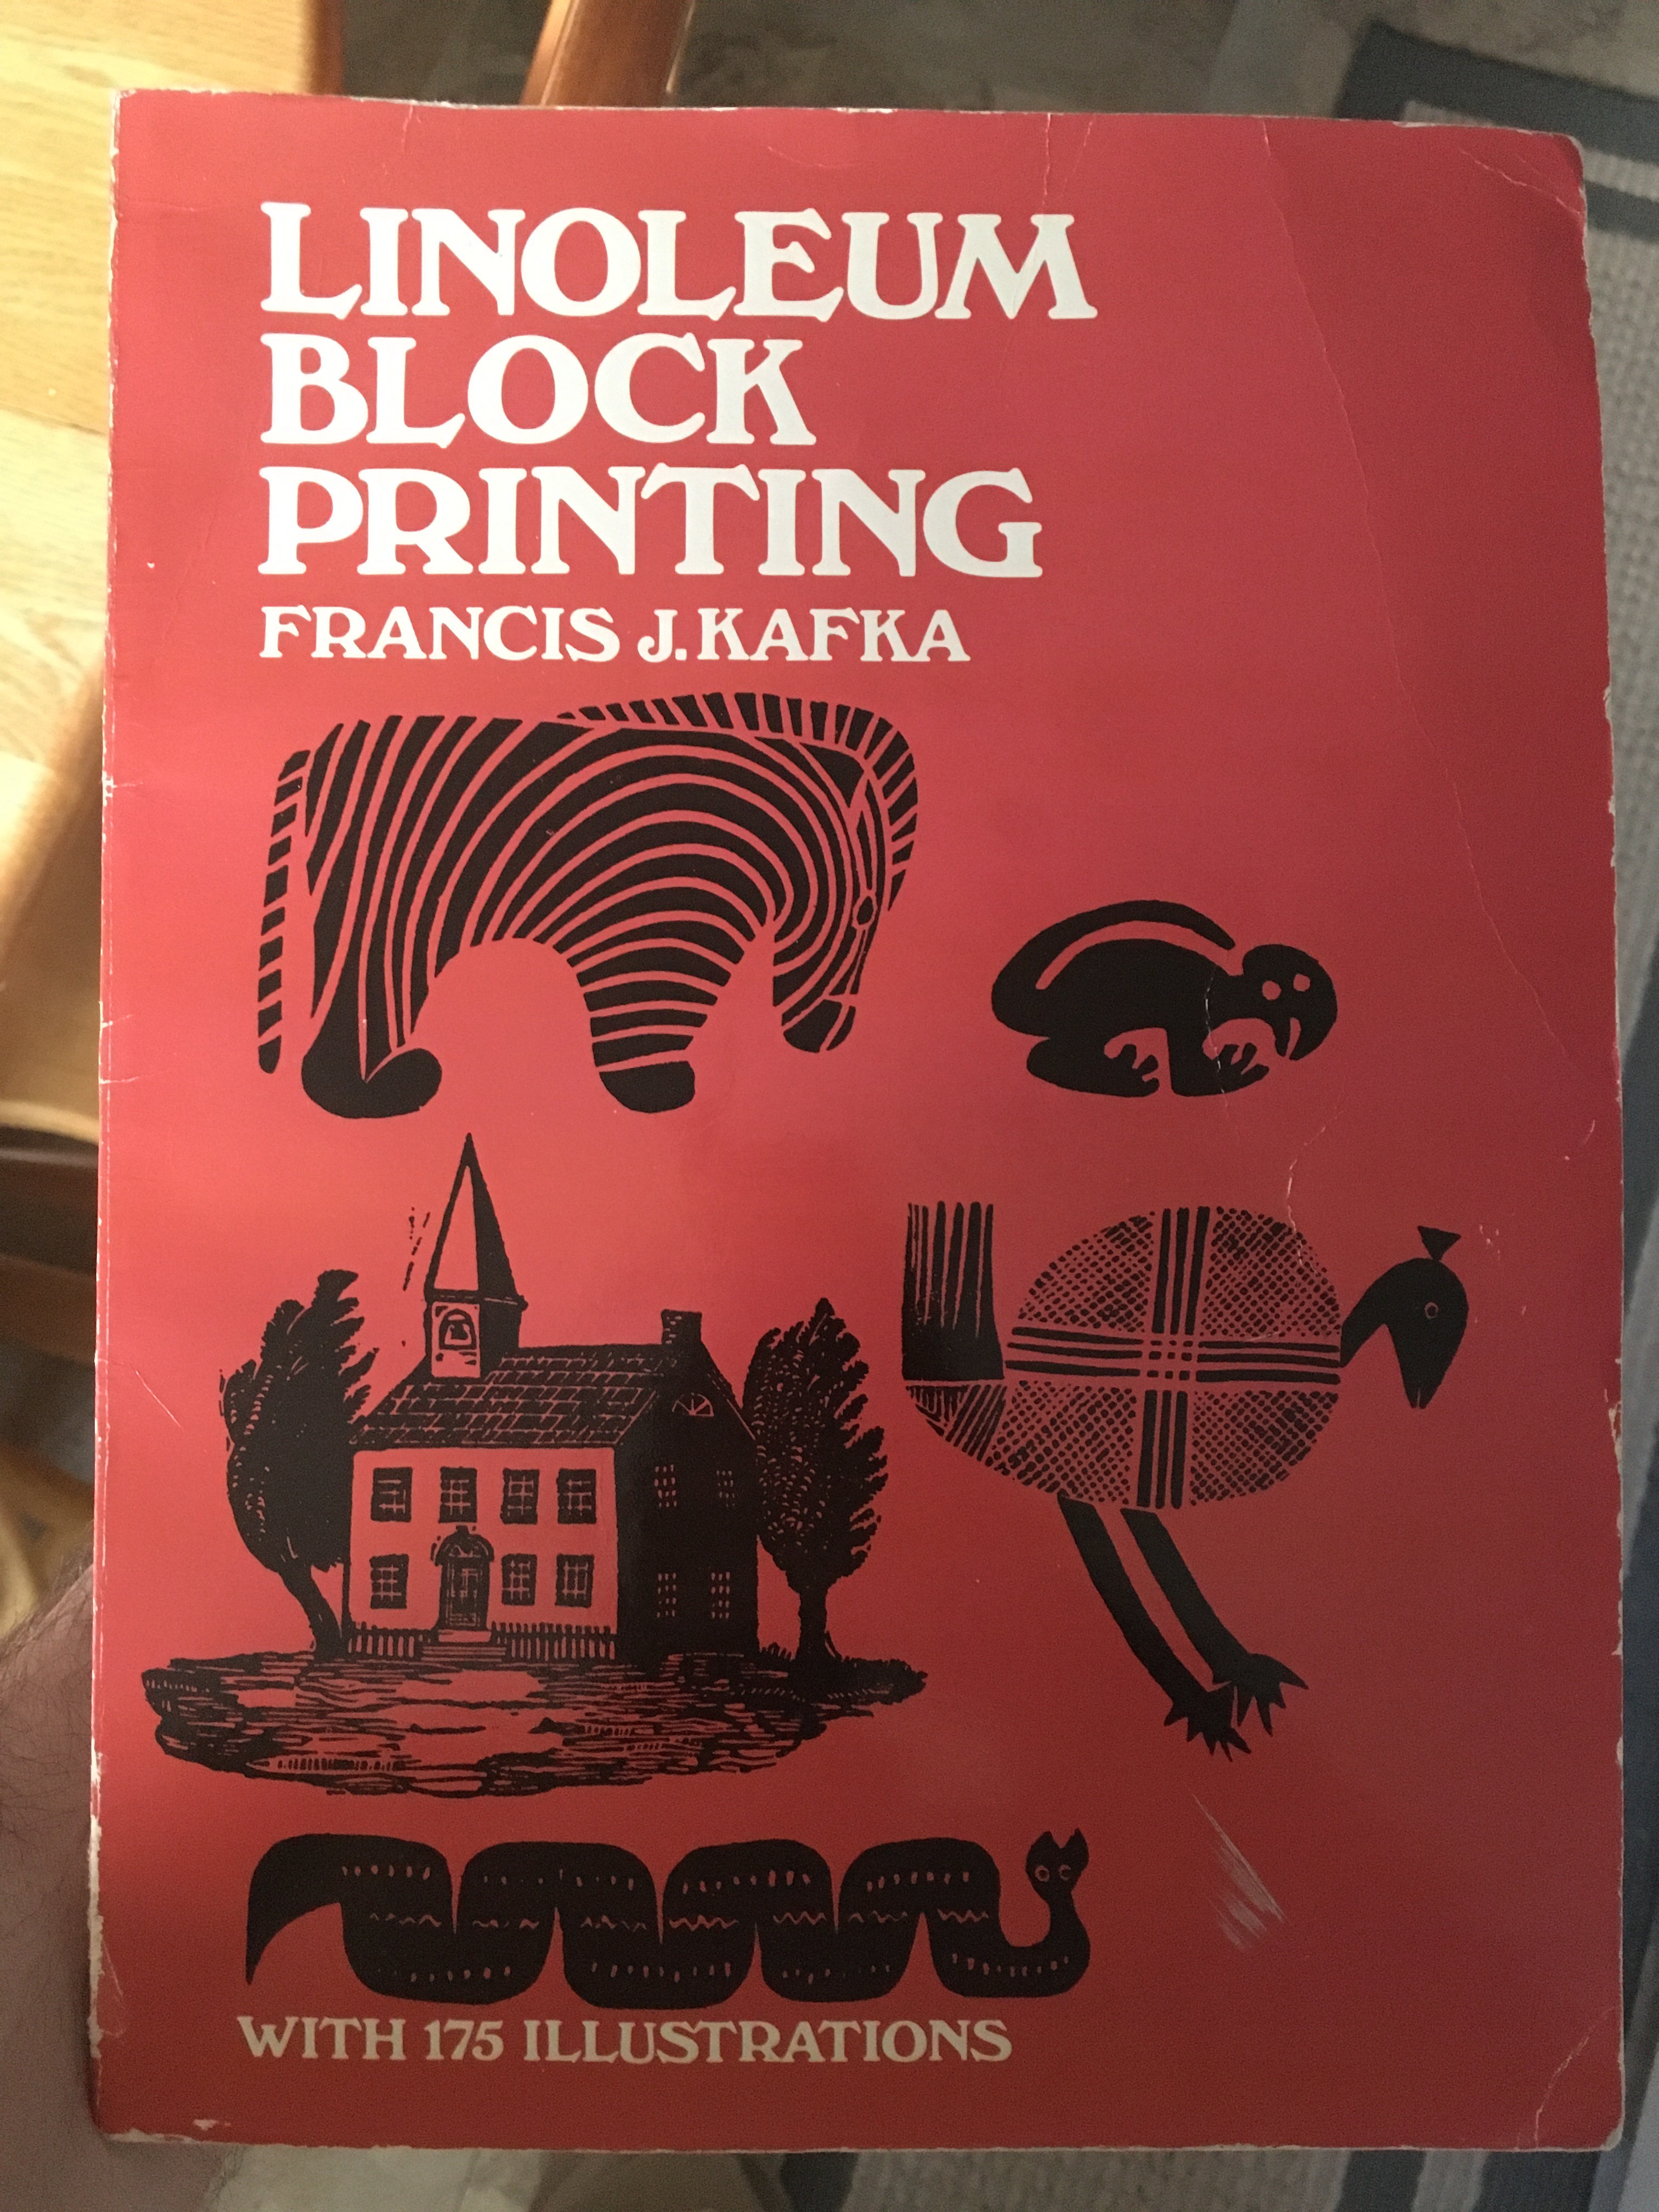 LINOLEUM
BLOCK
PRINTING
FRANCIS J. KAFKA
WITH 175 ILLUSTRATIONS